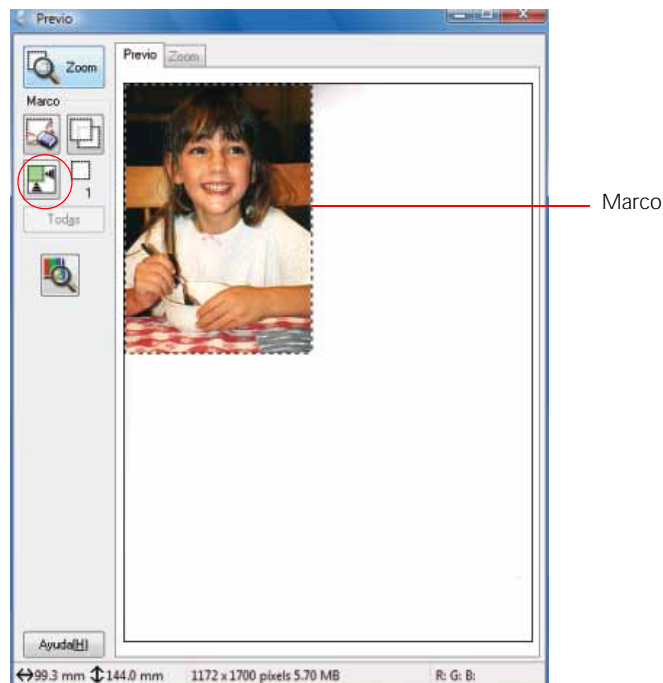 Previo
Zoom
Previo
Zoom
Marco
1
Todas
Ayuda(H)
Marco
99.3 mm 144.0 mm 1172 x 1700 pixels 5.70 MB R: G: B: